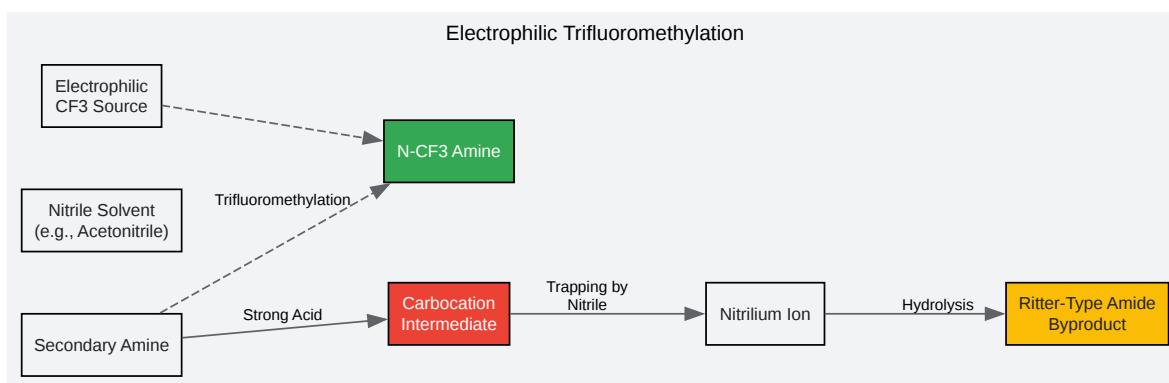 Electrophilic Trifluoromethylation
Electrophilic
CF3 Source
N-CF3 Amine
Nitrile Solvent
(e.g., Acetonitrile)
Trifluoromethylation
Secondary Amine
Strong Acid
Carbocation
Intermediate
Trapping by
Nitrile
Nitrilium Ion
Hydrolysis
Ritter-Type Amide
Byproduct